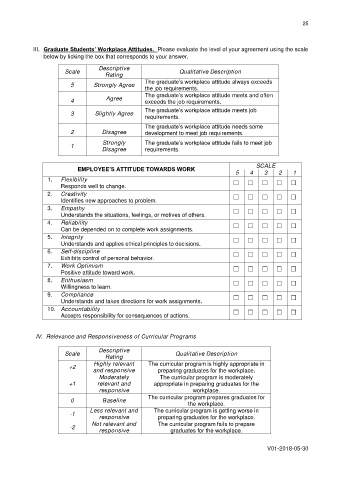 25
III. Graduate Students' Workplace Attitudes. Please evaluate the level of your agreement using the scale
below by ticking the box that corresponds to your answer.
Scale Descriptive Rating Qualitative Description
5 Strongly Agree The graduate's workplace attitude always exceeds
the job requirements.
4 Agree The graduate's workplace attitude meets and often
exceeds the job requirements.
3 Slightly Agree The graduate's workplace attitude meets job
requirements.
2 Disagree The graduate's workplace attitude needs some
development to meet job requirements.
1 Strongly Disagree The graduate's workplace attitude fails to meet job
requirements.
EMPLOYEE'S ATTITUDE TOWARDS WORK SCALE
5 4 3 2 1
1. Flexibility
Responds well to change. ☐ ☐ ☐ ☐ ☐
2. Creativity
Identifies new approaches to problem. ☐ ☐ ☐ ☐ ☐
3. Empathy
Understands the situations, feelings, or motives of others. ☐ ☐ ☐ ☐ ☐
4. Reliability
Can be depended on to complete work assignments. ☐ ☐ ☐ ☐ ☐
5. Integrity
Understands and applies ethical principles to decisions. ☐ ☐ ☐ ☐ ☐
6. Self-discipline
Exhibits control of personal behavior. ☐ ☐ ☐ ☐ ☐
7. Work Optimism
Positive attitude toward work. ☐ ☐ ☐ ☐ ☐
8. Enthusiasm
Willingness to learn. ☐ ☐ ☐ ☐ ☐
9. Compliance
Understands and takes directions for work assignments. ☐ ☐ ☐ ☐ ☐
10. Accountability
Accepts responsibility for consequences of actions. ☐ ☐ ☐ ☐ ☐
IV. Relevance and Responsiveness of Curricular Programs
Scale Descriptive Rating Qualitative Description
+2 Highly relevant and responsive The curricular program is highly appropriate in
preparing graduates for the workplace.
+1 Moderately relevant and responsive The curricular program is moderately
appropriate in preparing graduates for the
workplace.
0 Baseline The curricular program prepares graduates for
the workplace.
-1 Less relevant and responsive The curricular program is getting worse in
preparing graduates for the workplace.
-2 Not relevant and responsive The curricular program fails to prepare
graduates for the workplace.
V01-2018-05-30